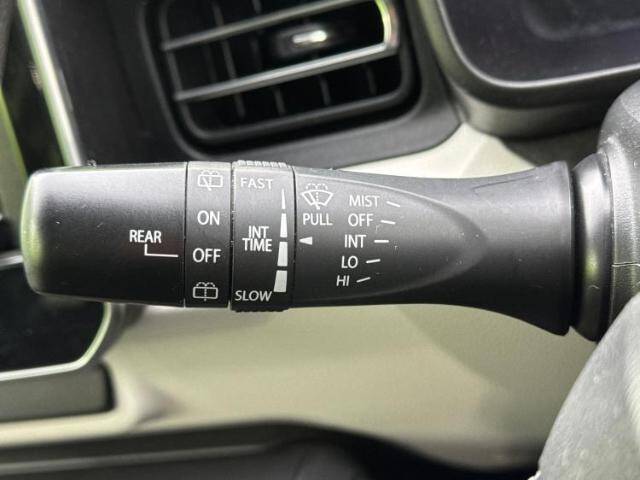 REAR
ON
OFF
FAST
INT
TIME
SLOW
PULL
MIST
OFF
INT
LO
HI